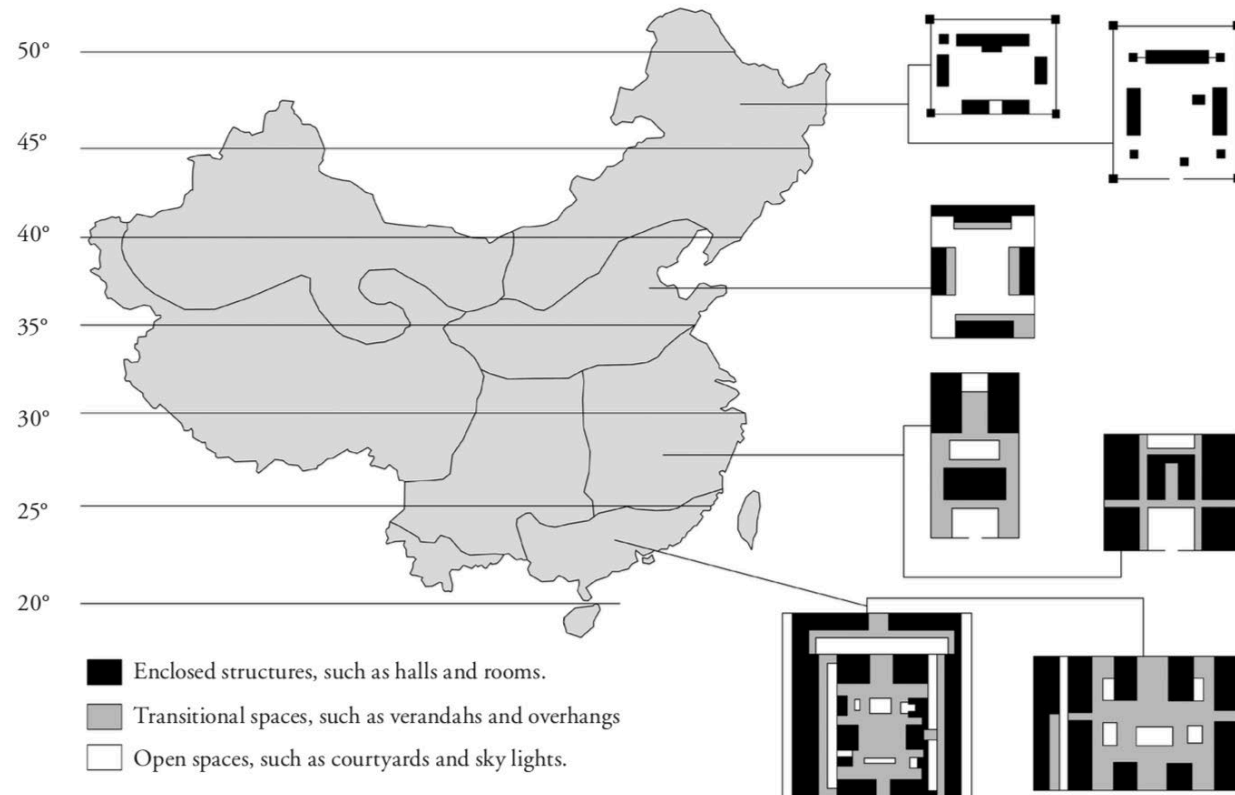 50°
45°
40°
35°
30°
25°
20°
Enclosed structures, such as halls and rooms.
Transitional spaces, such as verandahs and overhangs
Open spaces, such as courtyards and sky lights.